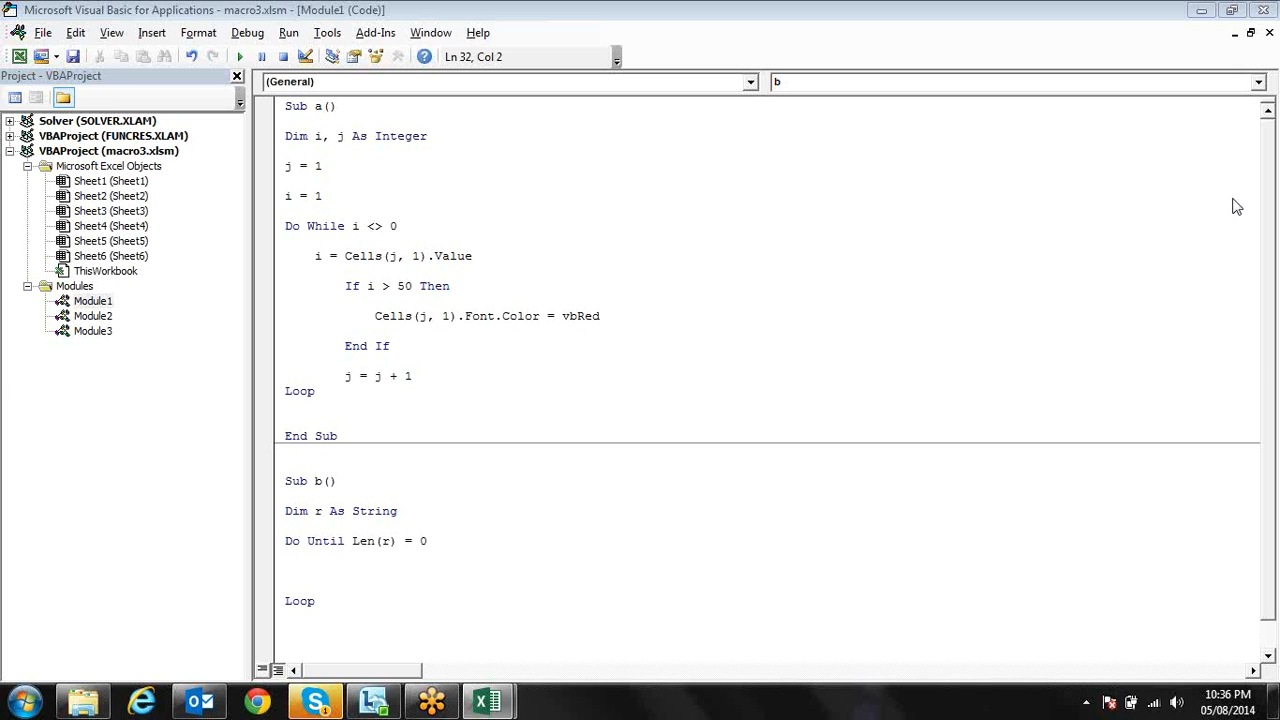 Microsoft Visual Basic for Applications - macro3.xlsm - [Module1 (Code)]
File Edit View Insert Format Debug Run Tools Add-Ins Window Help
Ln 32, Col 2
Project - VBAProject
(General)
b
Solver (SOLVER.XLAM)
VBAProject (FUNCRES.XLAM)
VBAProject (macro3.xlsm)
Microsoft Excel Objects
Sheet1 (Sheet1)
Sheet2 (Sheet2)
Sheet3 (Sheet3)
Sheet4 (Sheet4)
Sheet5 (Sheet5)
Sheet6 (Sheet6)
ThisWorkbook
Modules
Module1
Module2
Module3
Sub a()
Dim i, j As Integer
j = 1
i = 1
Do While i <> 0
i = Cells(j, 1).Value
If i > 50 Then
Cells(j, 1).Font.Color = vbRed
End If
j = j + 1
Loop
End Sub
Sub b()
Dim r As String
Do Until Len(r) = 0
Loop
10:36 PM
05/08/2014